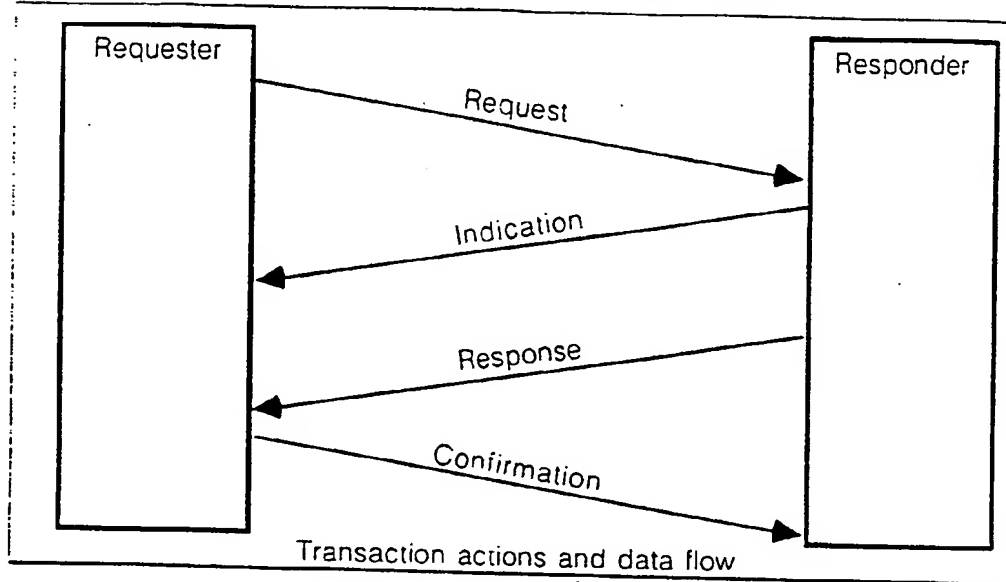 Requester
Responder
Request
Indication
Response
Confirmation
Transaction actions and data flow